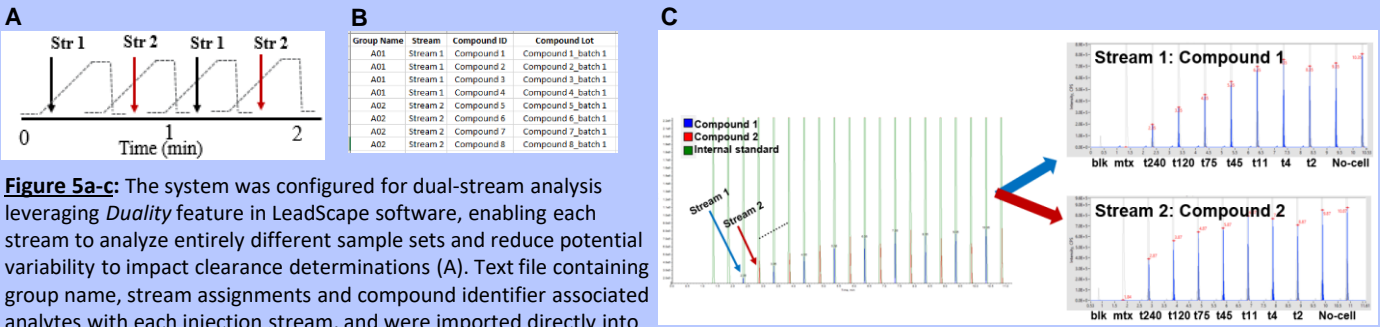 A
Str 1 Str 2 Str 1 Str 2
0 1 2
Time (min)
B
Group Name Stream Compound ID Compound Lot
A01 Stream 1 Compound 1 Compound 1_batch 1
A01 Stream 1 Compound 2 Compound 2_batch 1
A01 Stream 1 Compound 3 Compound 3_batch 1
A01 Stream 1 Compound 4 Compound 4_batch 1
A02 Stream 2 Compound 5 Compound 5_batch 1
A02 Stream 2 Compound 6 Compound 6_batch 1
A02 Stream 2 Compound 7 Compound 7_batch 1
A02 Stream 2 Compound 8 Compound 8_batch 1
Figure 5a-c: The system was configured for dual-stream analysis
leveraging Duality feature in LeadScape software, enabling each
stream to analyze entirely different sample sets and reduce potential
variability to impact clearance determinations (A). Text file containing
group name, stream assignments and compound identifier associated
analytes with each injection stream, and were imported directly into
C
Compound 1
Compound 2
Internal standard
Stream 1
Stream 2
Stream 1: Compound 1
blk mtx t240 t120 t75 t45 t11 t4 t2 No-cell
Stream 2: Compound 2
blk mtx t240 t120 t75 t45 t11 t4 t2 No-cell